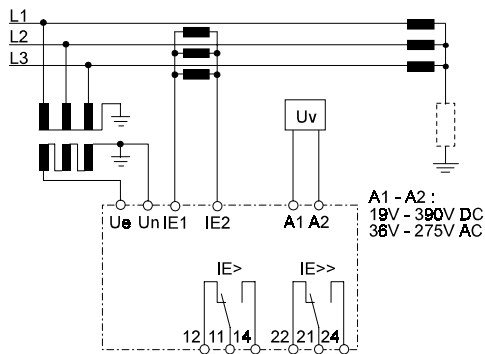 L1
L2
L3
Uv
Ue Un IE1 IE2 A1 A2
A1 - A2 :
19V - 390V DC
36V - 275V AC
IE> IE>>
12 11 14 22 21 24